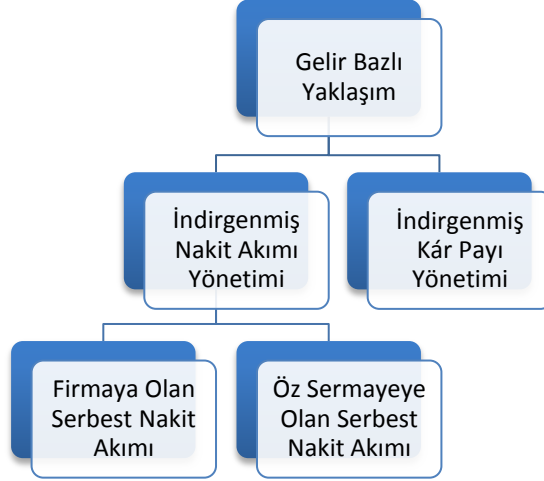 Gelir Bazlı
Yaklaşım
İndirgenmiş
Nakit Akımı
Yönetimi
İndirgenmiş
Kár Payı
Yönetimi
Firmaya Olan
Serbest Nakit
Akımı
Öz Sermayeye
Olan Serbest
Nakit Akımı